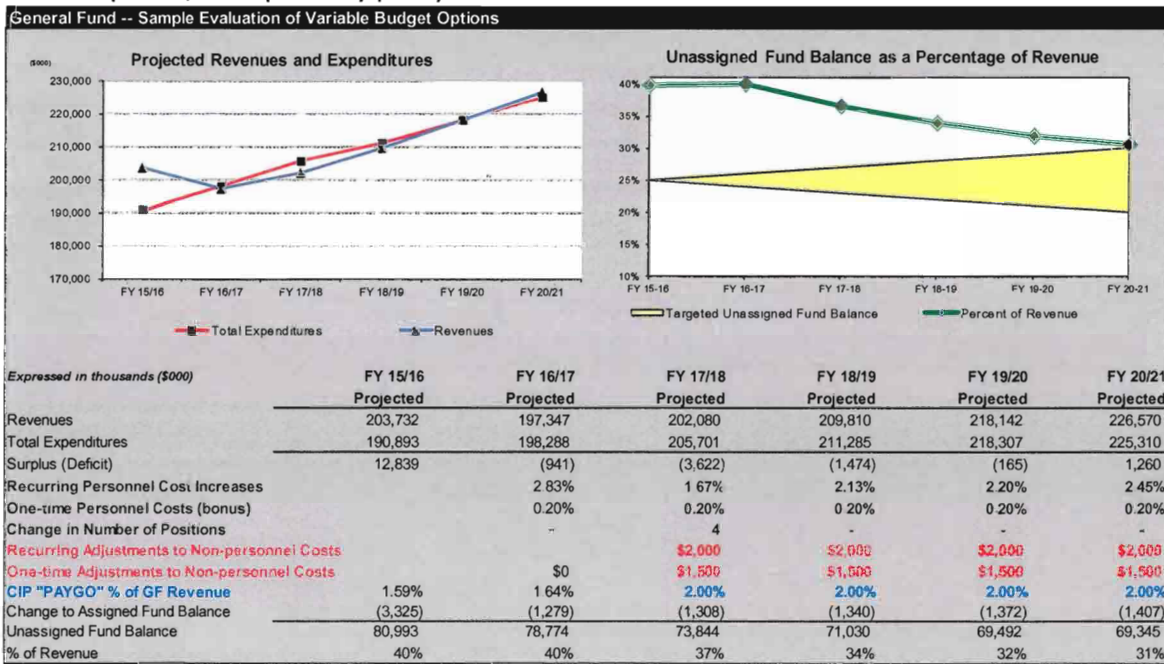 General Fund -- Sample Evaluation of Variable Budget Options
($000)
Projected Revenues and Expenditures
230,000
220,000
210,000
200,000
190,000
180,000
170,000
FY 15/16 FY 16/17 FY 17/18 FY 18/19 FY 19/20 FY 20/21
Total Expenditures Revenues
Unassigned Fund Balance as a Percentage of Revenue
40%
35%
30%
25%
20%
15%
10%
FY 15-16 FY 16-17 FY 17-18 FY 18-19 FY 19-20 FY 20-21
Targeted Unassigned Fund Balance Percent of Revenue
Expressed in thousands ($000) FY 15/16 FY 16/17 FY 17/18 FY 18/19 FY 19/20 FY 20/21
Projected Projected Projected Projected Projected Projected
Revenues 203,732 197,347 202,080 209,810 218,142 226,570
Total Expenditures 190,893 198,288 205,701 211,285 218,307 225,310
Surplus (Deficit) 12,839 (941) (3,622) (1,474) (165) 1,260
Recurring Personnel Cost Increases 2.83% 1.67% 2.13% 2.20% 2.45%
One-time Personnel Costs (bonus) 0.20% 0.20% 0.20% 0.20% 0.20%
Change in Number of Positions - 4 - - -
Recurring Adjustments to Non-personnel Costs $2,000 $2,000 $2,000 $2,000
One-time Adjustments to Non-personnel Costs $0 $1,500 $1,500 $1,500 $1,500
CIP "PAYGO" % of GF Revenue 1.59% 1.64% 2.00% 2.00% 2.00% 2.00%
Change to Assigned Fund Balance (3,325) (1,279) (1,308) (1,340) (1,372) (1,407)
Unassigned Fund Balance 80,993 78,774 73,844 71,030 69,492 69,345
% of Revenue 40% 40% 37% 34% 32% 31%